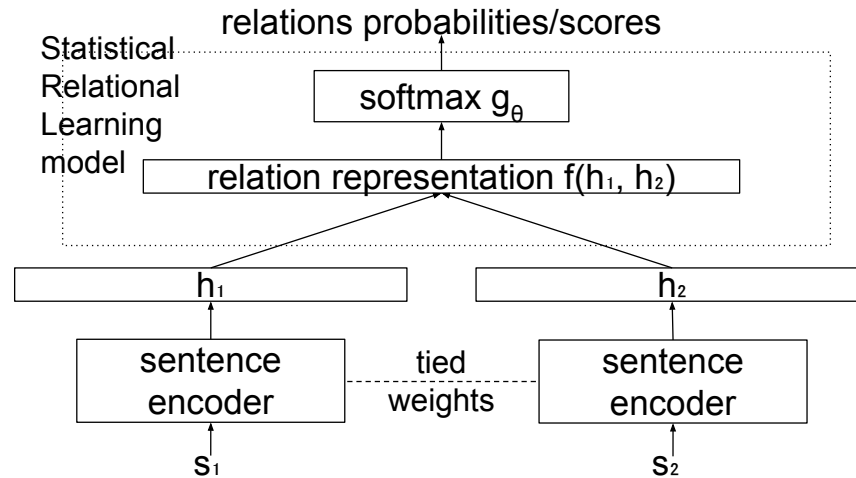 relations probabilities/scores
Statistical
Relational
Learning
model
softmax gθ
relation representation f(h₁, h₂)
h₁
h₂
sentence
encoder
tied
weights
sentence
encoder
s₁
s₂